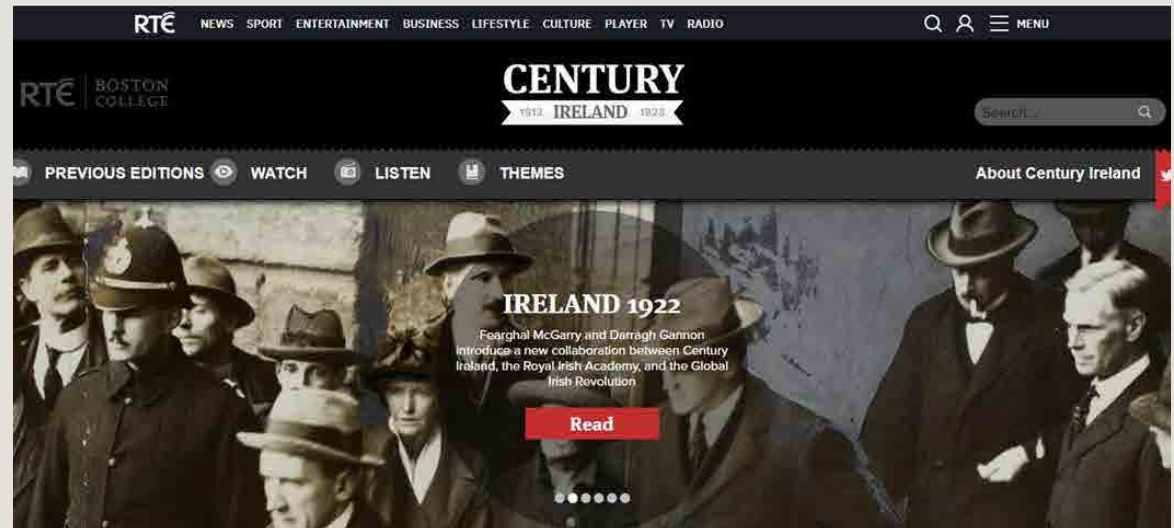 RTÉ NEWS SPORT ENTERTAINMENT BUSINESS LIFESTYLE CULTURE PLAYER TV RADIO MENU
RTÉ BOSTON
COLLEGE
CENTURY
1913 IRELAND 1923
Search...
PREVIOUS EDITIONS WATCH LISTEN THEMES About Century Ireland
IRELAND 1922
Fearghal McGarry and Darragh Gannon
introduce a new collaboration between Century
Ireland, the Royal Irish Academy, and the Global
Irish Revolution
Read